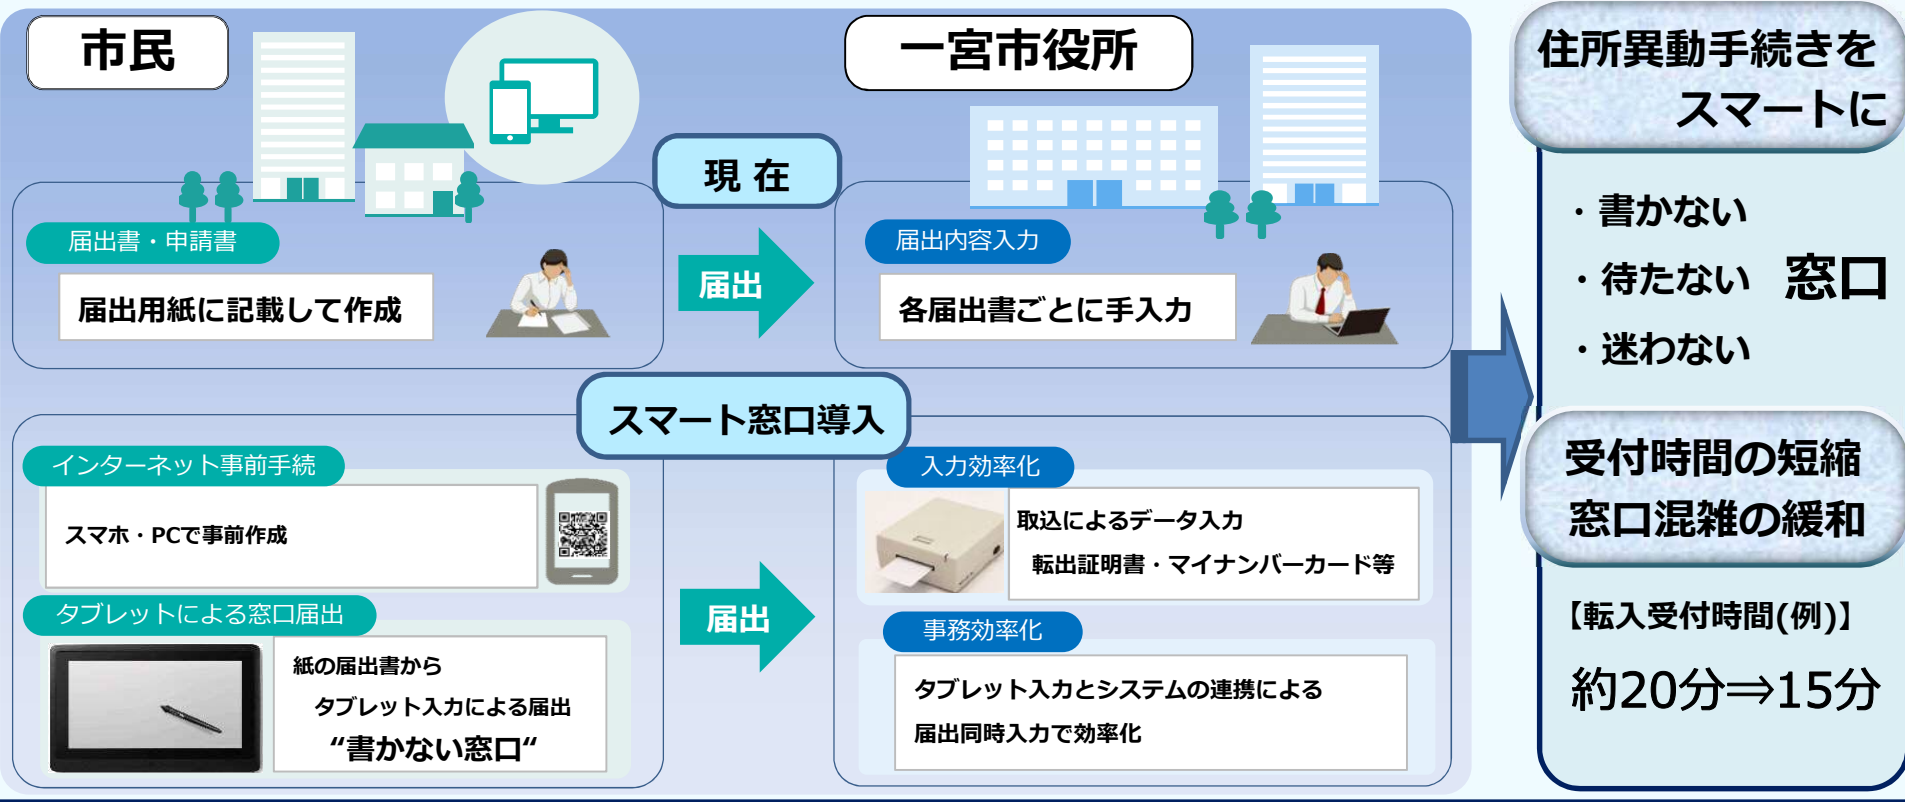 市民
一宮市役所
現 在
届出書・申請書
届出用紙に記載して作成
届出
届出内容入力
各届出書ごとに手入力
スマート窓口導入
インターネット事前手続
スマホ・PCで事前作成
タブレットによる窓口届出
紙の届出書から
タブレット入力による届出
“書かない窓口“
届出
入力効率化
取込によるデータ入力
転出証明書・マイナンバーカード等
事務効率化
タブレット入力とシステムの連携による
届出同時入力で効率化
住所異動手続きを
スマートに
・書かない
・待たない 窓口
・迷わない
受付時間の短縮
窓口混雑の緩和
【転入受付時間(例)】
約20分⇒15分